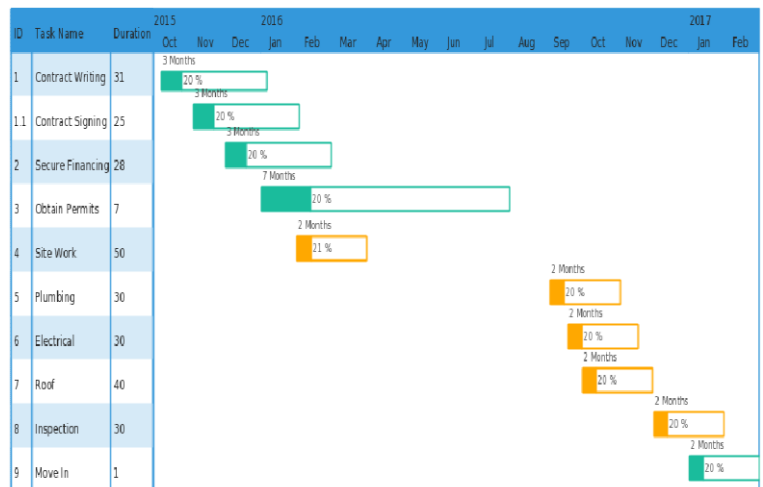 2015 2016 2017
ID Task Name Duration Oct Nov Dec Jan Feb Mar Apr May Jun Jul Aug Sep Oct Nov Dec Jan Feb
3 Months
1 Contract Writing 31 20 %
3 Months
1.1 Contract Signing 25 20 %
3 Months
2 Secure Financing 28 20 %
7 Months
3 Obtain Permits 7 20 %
2 Months
4 Site Work 50 21 %
2 Months
5 Plumbing 30 20 %
2 Months
6 Electrical 30 20 %
2 Months
7 Roof 40 20 %
2 Months
8 Inspection 30 20 %
2 Months
9 Move In 1 20 %